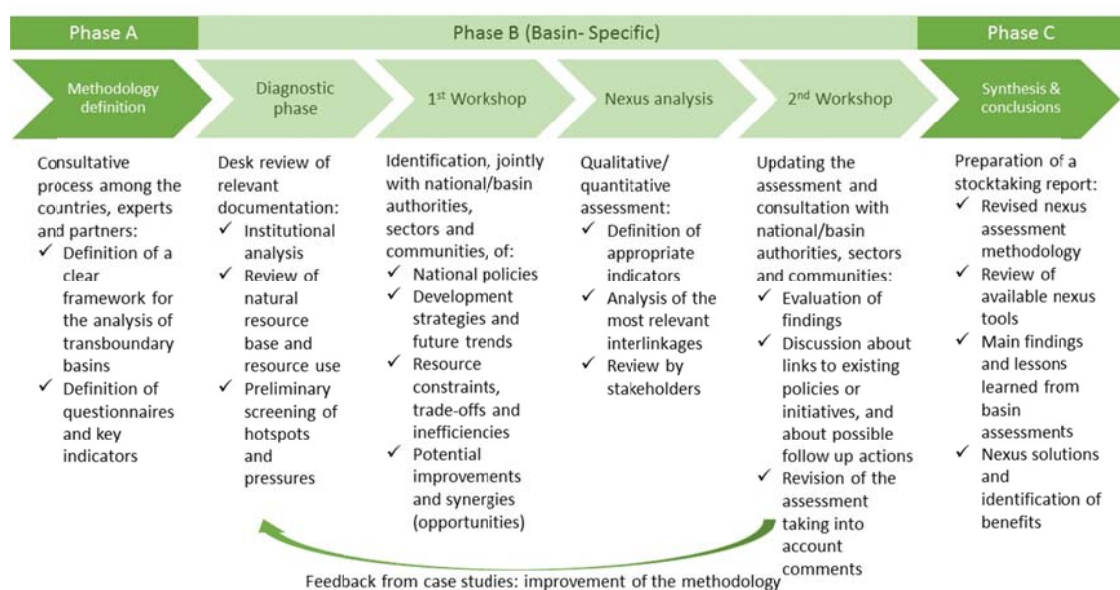 Phase A
Phase B (Basin- Specific)
Phase C
Methodology
definition
Diagnostic
phase
1st Workshop
Nexus analysis
2nd Workshop
Synthesis &
conclusions
Consultative
process among the
countries, experts
and partners:
✓ Definition of a
clear
framework for
the analysis of
transboundary
basins
✓ Definition of
questionnaires
and key
indicators
Desk review of
relevant
documentation:
✓ Institutional
analysis
✓ Review of
natural
resource
base and
resource use
✓ Preliminary
screening of
hotspots
and
pressures
Identification, jointly
with national/basin
authorities,
sectors and
communities, of:
✓ National policies
✓ Development
strategies and
future trends
✓ Resource
constraints,
trade-offs and
inefficiencies
✓ Potential
improvements
and synergies
(opportunities)
Qualitative/
quantitative
assessment:
✓ Definition of
appropriate
indicators
✓ Analysis of the
most relevant
interlinkages
✓ Review by
stakeholders
Updating the
assessment and
consultation with
national/basin
authorities, sectors
and communities:
✓ Evaluation of
findings
✓ Discussion about
links to existing
policies or
initiatives, and
about possible
follow up actions
✓ Revision of the
assessment
taking into
account
comments
Preparation of a
stocktaking report:
✓ Revised nexus
assessment
methodology
✓ Review of
available nexus
tools
✓ Main findings
and lessons
learned from
basin
assessments
✓ Nexus solutions
and
identification of
benefits
Feedback from case studies: improvement of the methodology